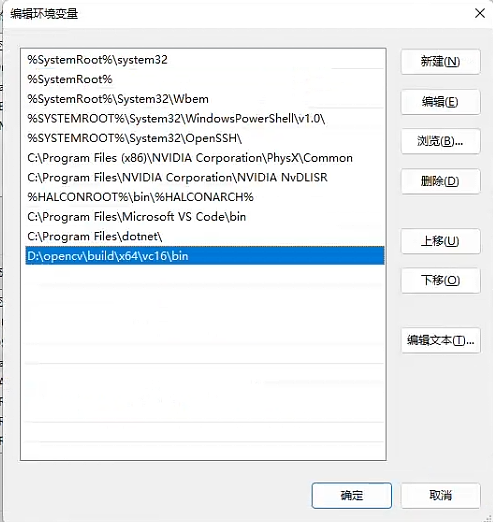 编辑环境变量
%SystemRoot%\system32
%SystemRoot%
%SystemRoot%\System32\Wbem
%SYSTEMROOT%\System32\WindowsPowerShell\v1.0\
%SYSTEMROOT%\System32\OpenSSH\
C:\Program Files (x86)\NVIDIA Corporation\PhysX\Common
C:\Program Files\NVIDIA Corporation\NVIDIA NvDLISR
%HALCONROOT%\bin\%HALCONARCH%
C:\Program Files\Microsoft VS Code\bin
C:\Program Files\dotnet\
D:\opencv\build\x64\vc16\bin
新建(N)
编辑(E)
浏览(B)...
删除(D)
上移(U)
下移(O)
编辑文本(T)...
确定
取消